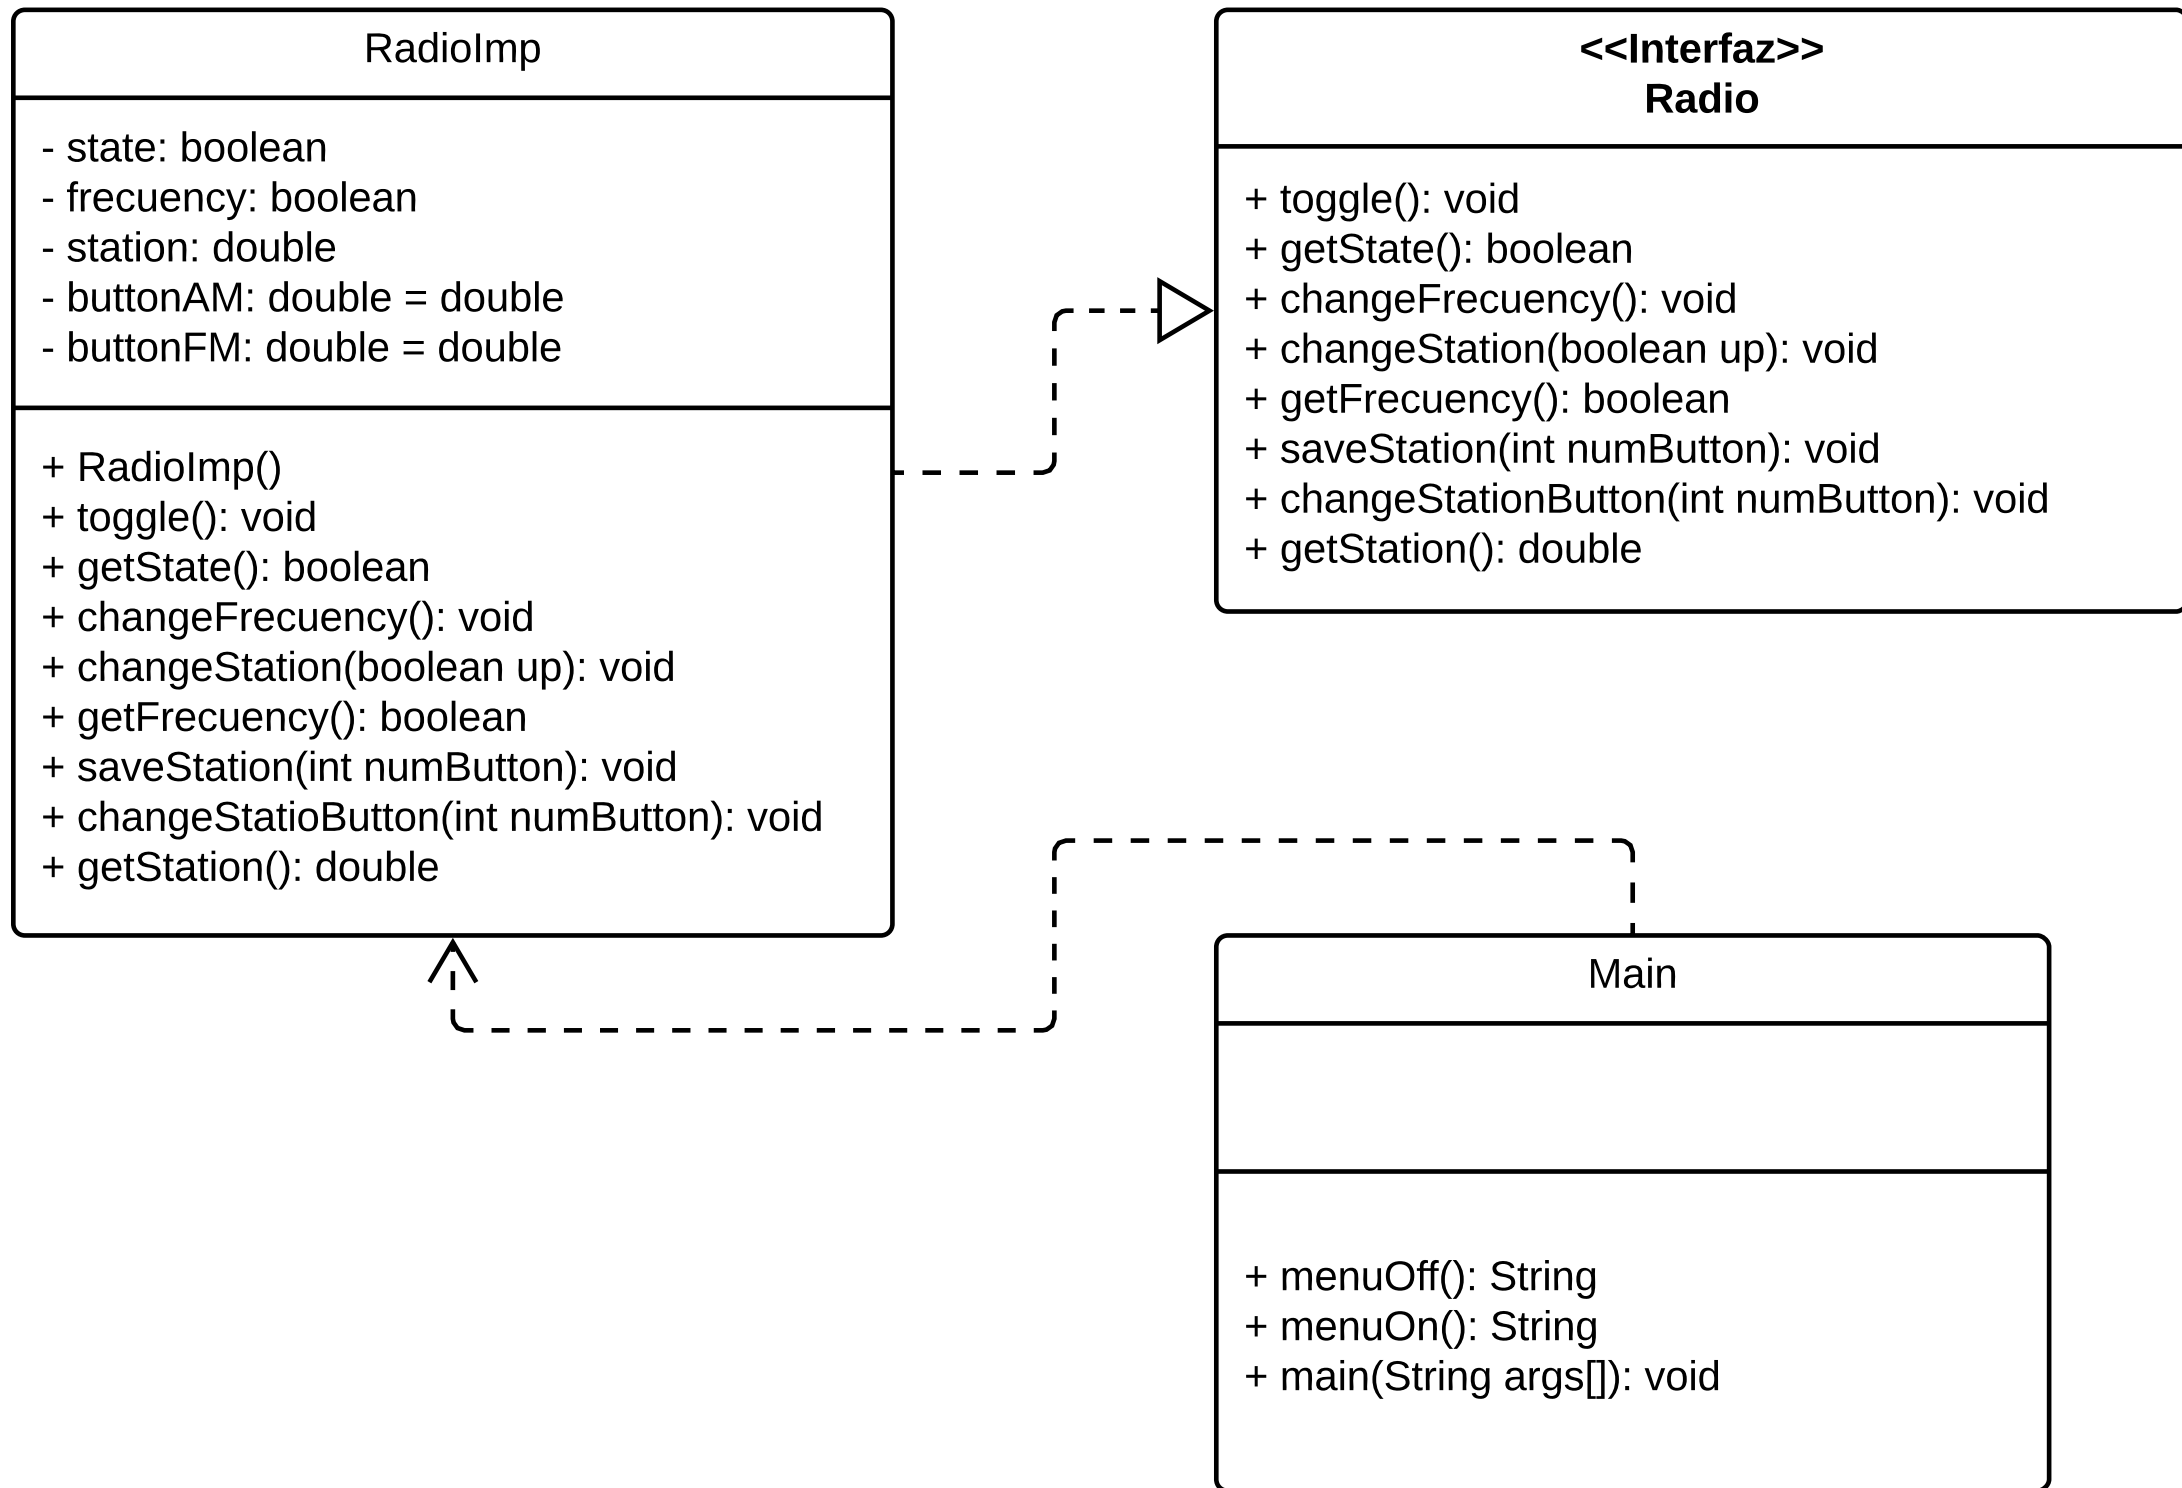 RadioImp
- state: boolean
- frecuency: boolean
- station: double
- buttonAM: double = double
- buttonFM: double = double
+ RadioImp()
+ toggle(): void
+ getState(): boolean
+ changeFrecuency(): void
+ changeStation(boolean up): void
+ getFrecuency(): boolean
+ saveStation(int numButton): void
+ changeStatioButton(int numButton): void
+ getStation(): double
<<Interfaz>>
Radio
+ toggle(): void
+ getState(): boolean
+ changeFrecuency(): void
+ changeStation(boolean up): void
+ getFrecuency(): boolean
+ saveStation(int numButton): void
+ changeStationButton(int numButton): void
+ getStation(): double
Main
+ menuOff(): String
+ menuOn(): String
+ main(String args[]): void